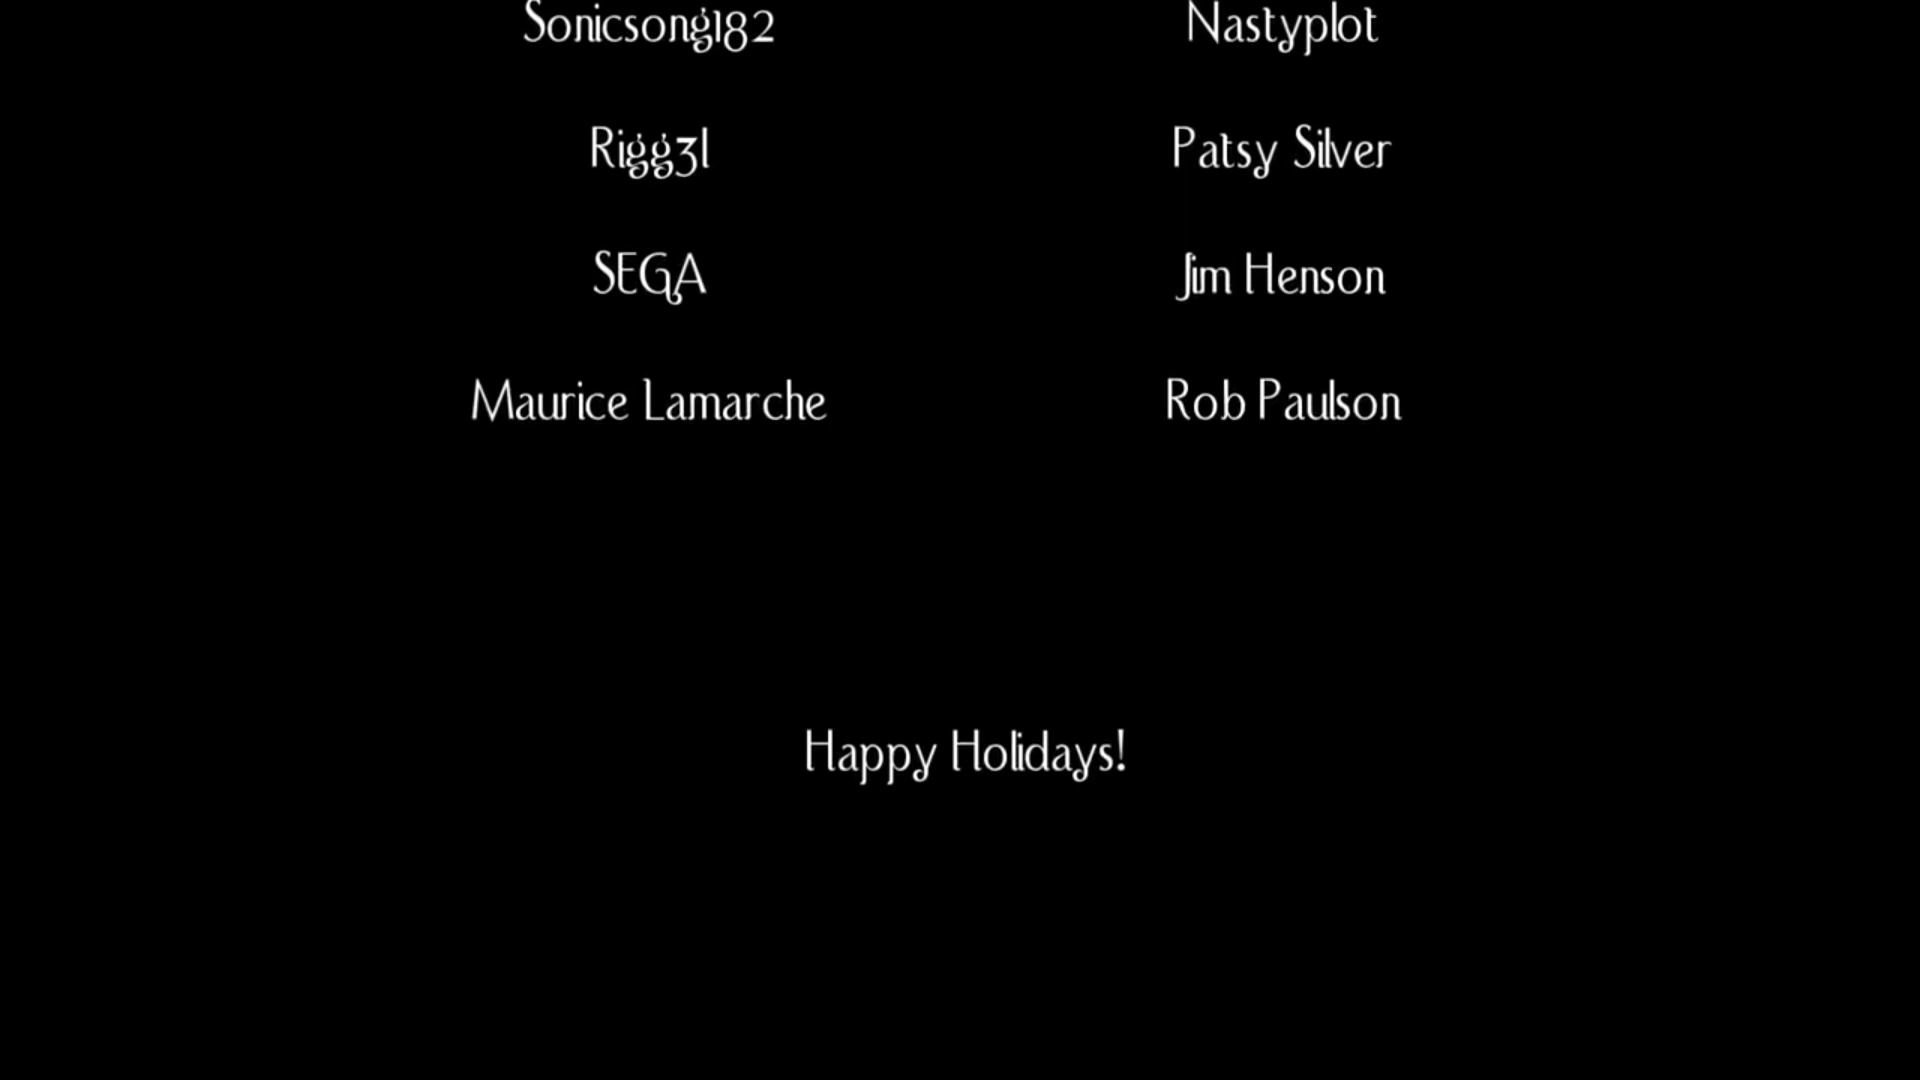 Sonicsong182 Nastyplot
Rigg3l Patsy Silver
SEGA Jim Henson
Maurice Lamarche Rob Paulson
Happy Holidays!